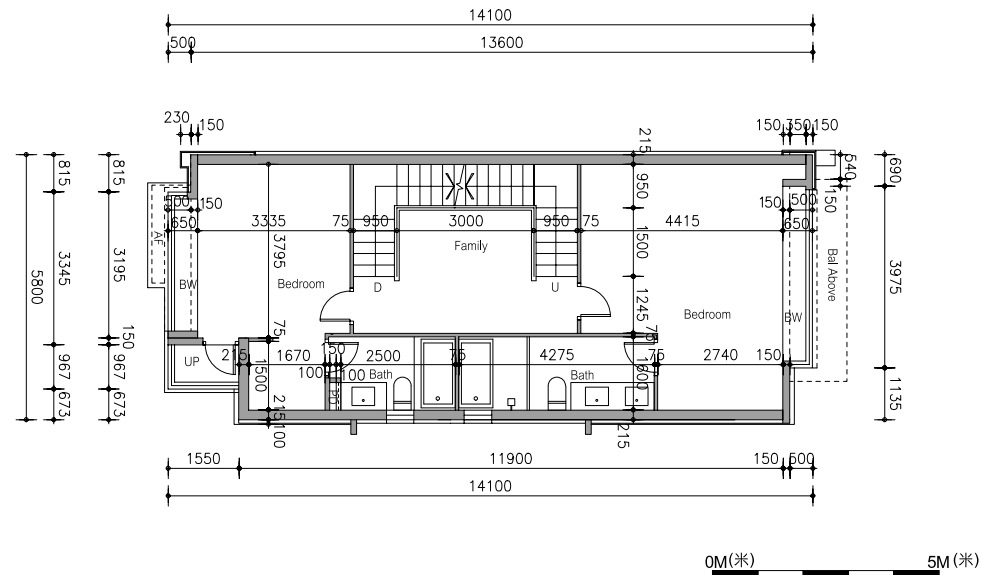 14100
500 13600
230 150 150 350 150
215
815 815 540 690
950 150
500 150 150 500
650 3335 75 950 3000 950 75 4415 650
AF Family
3795 1500 Bal Above
3345 3195 5800 3975
BW Bedroom D U
1245 Bedroom BW
150 75 75
UP 215 1670 150 2500 75 4275 75 2740 150
967 967 1500 100 100 Bath Bath 1600
PD
673 673 215 1135
100 215
1550 11900 150 600
14100
0M(米) 5M(米)